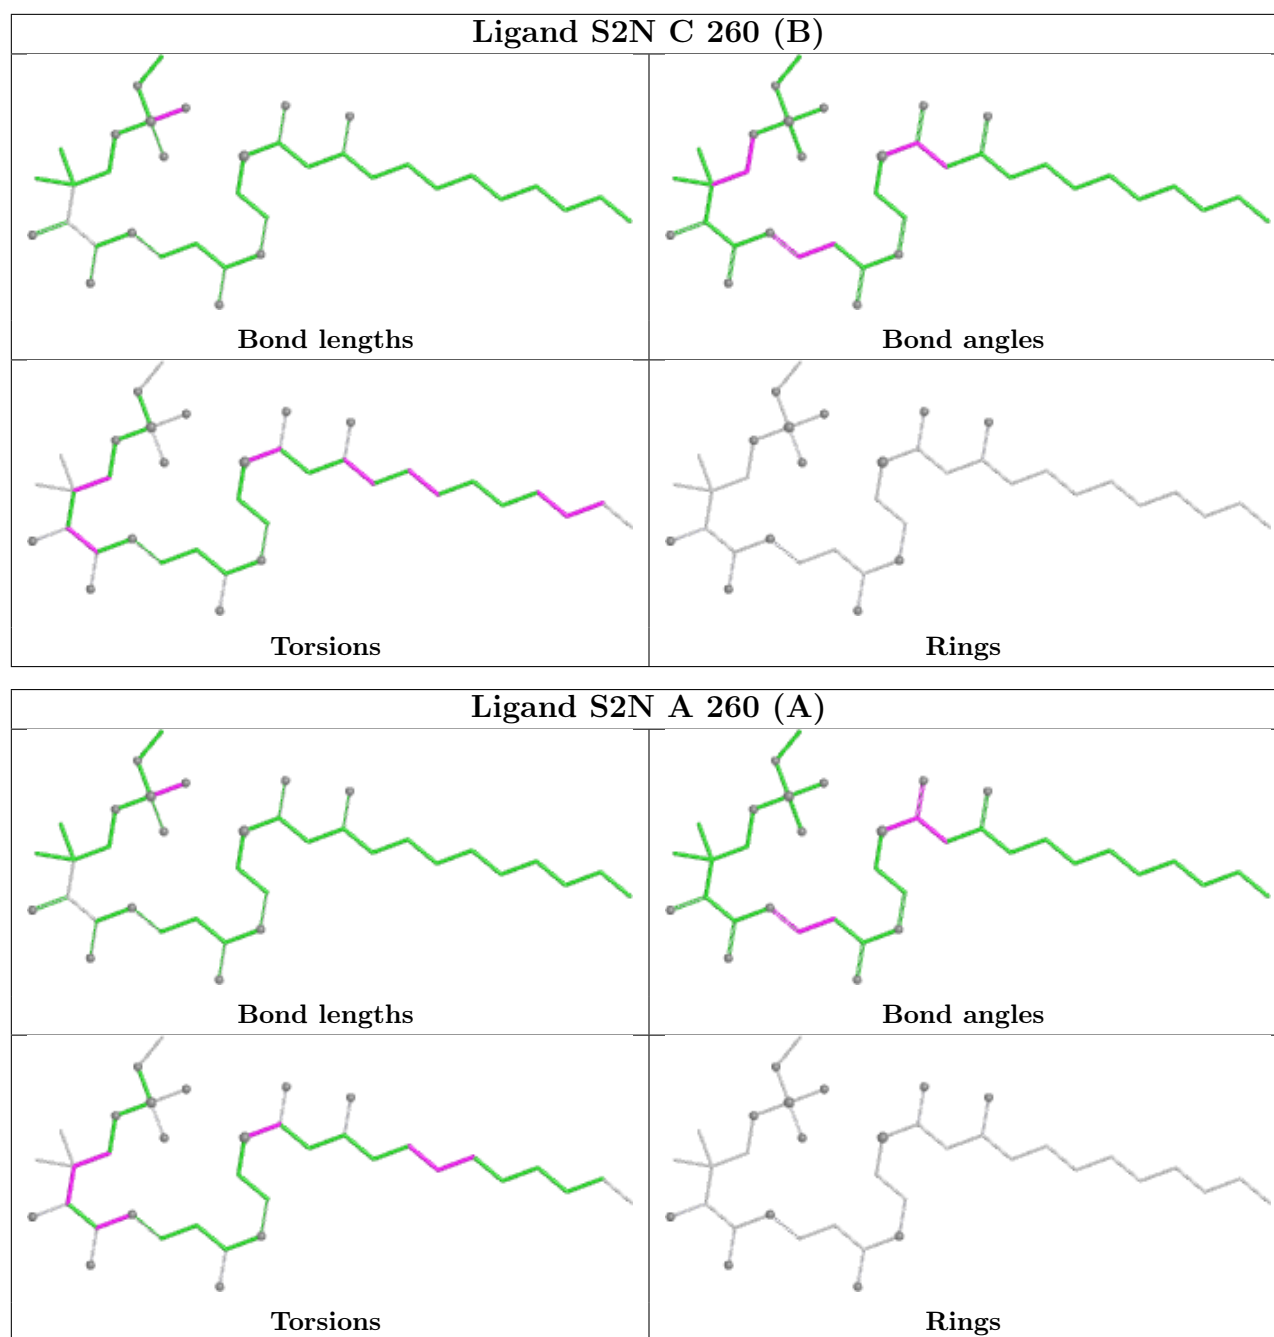 Ligand S2N C 260 (B)
Bond lengths
Bond angles
Torsions
Rings
Ligand S2N A 260 (A)
Bond lengths
Bond angles
Torsions
Rings